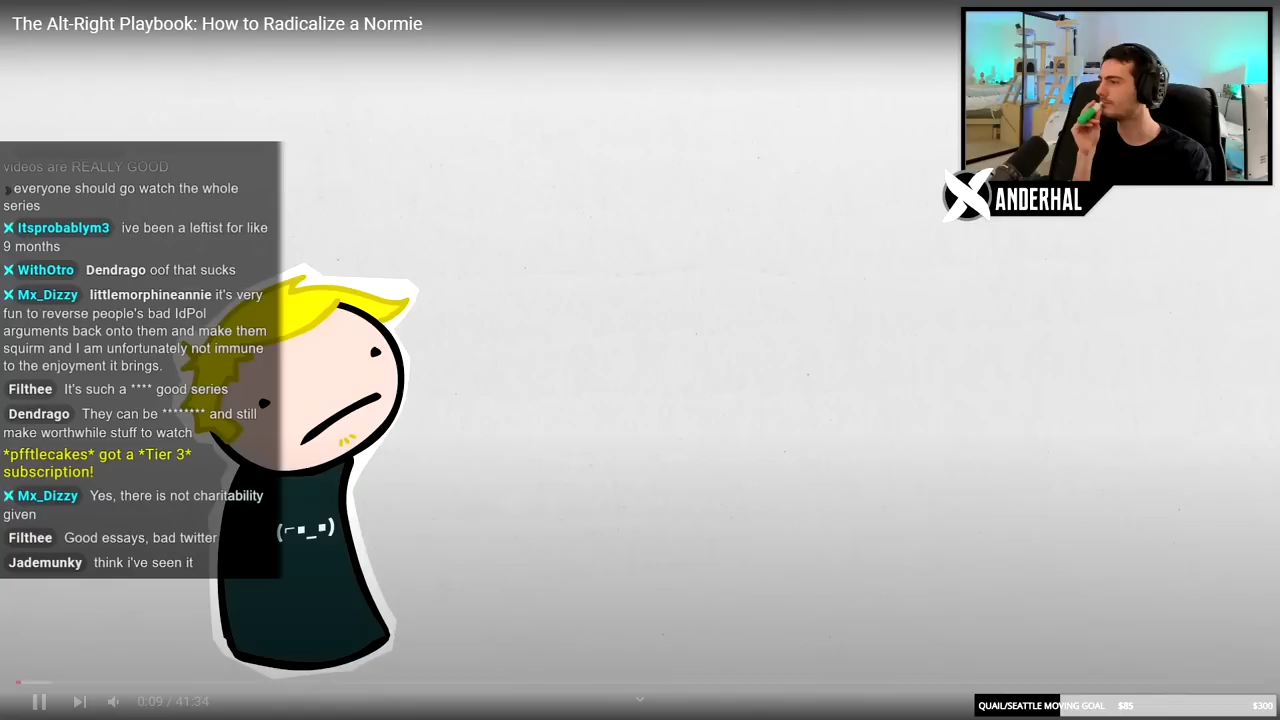 The Alt-Right Playbook: How to Radicalize a Normie
videos are REALLY GOOD
everyone should go watch the whole
series
Itsprobablym3 ive been a leftist for like
9 months
WithOtro Dendrago oof that sucks
Mx_Dizzy littlemorphineannie it's very
fun to reverse people's bad IdPol
arguments back onto them and make them
squirm and I am unfortunately not immune
to the enjoyment it brings.
Filthee It's such a **** good series
Dendrago They can be ******** and still
make worthwhile stuff to watch
*pfftlecakes* got a *Tier 3*
subscription!
Mx_Dizzy Yes, there is not charitability
given
Filthee Good essays, bad twitter
Jademunky think i've seen it
(⌐▪_▪)
ANDERHAL
0:09 / 41:34
QUAIL/SEATTLE MOVING GOAL $85 $300